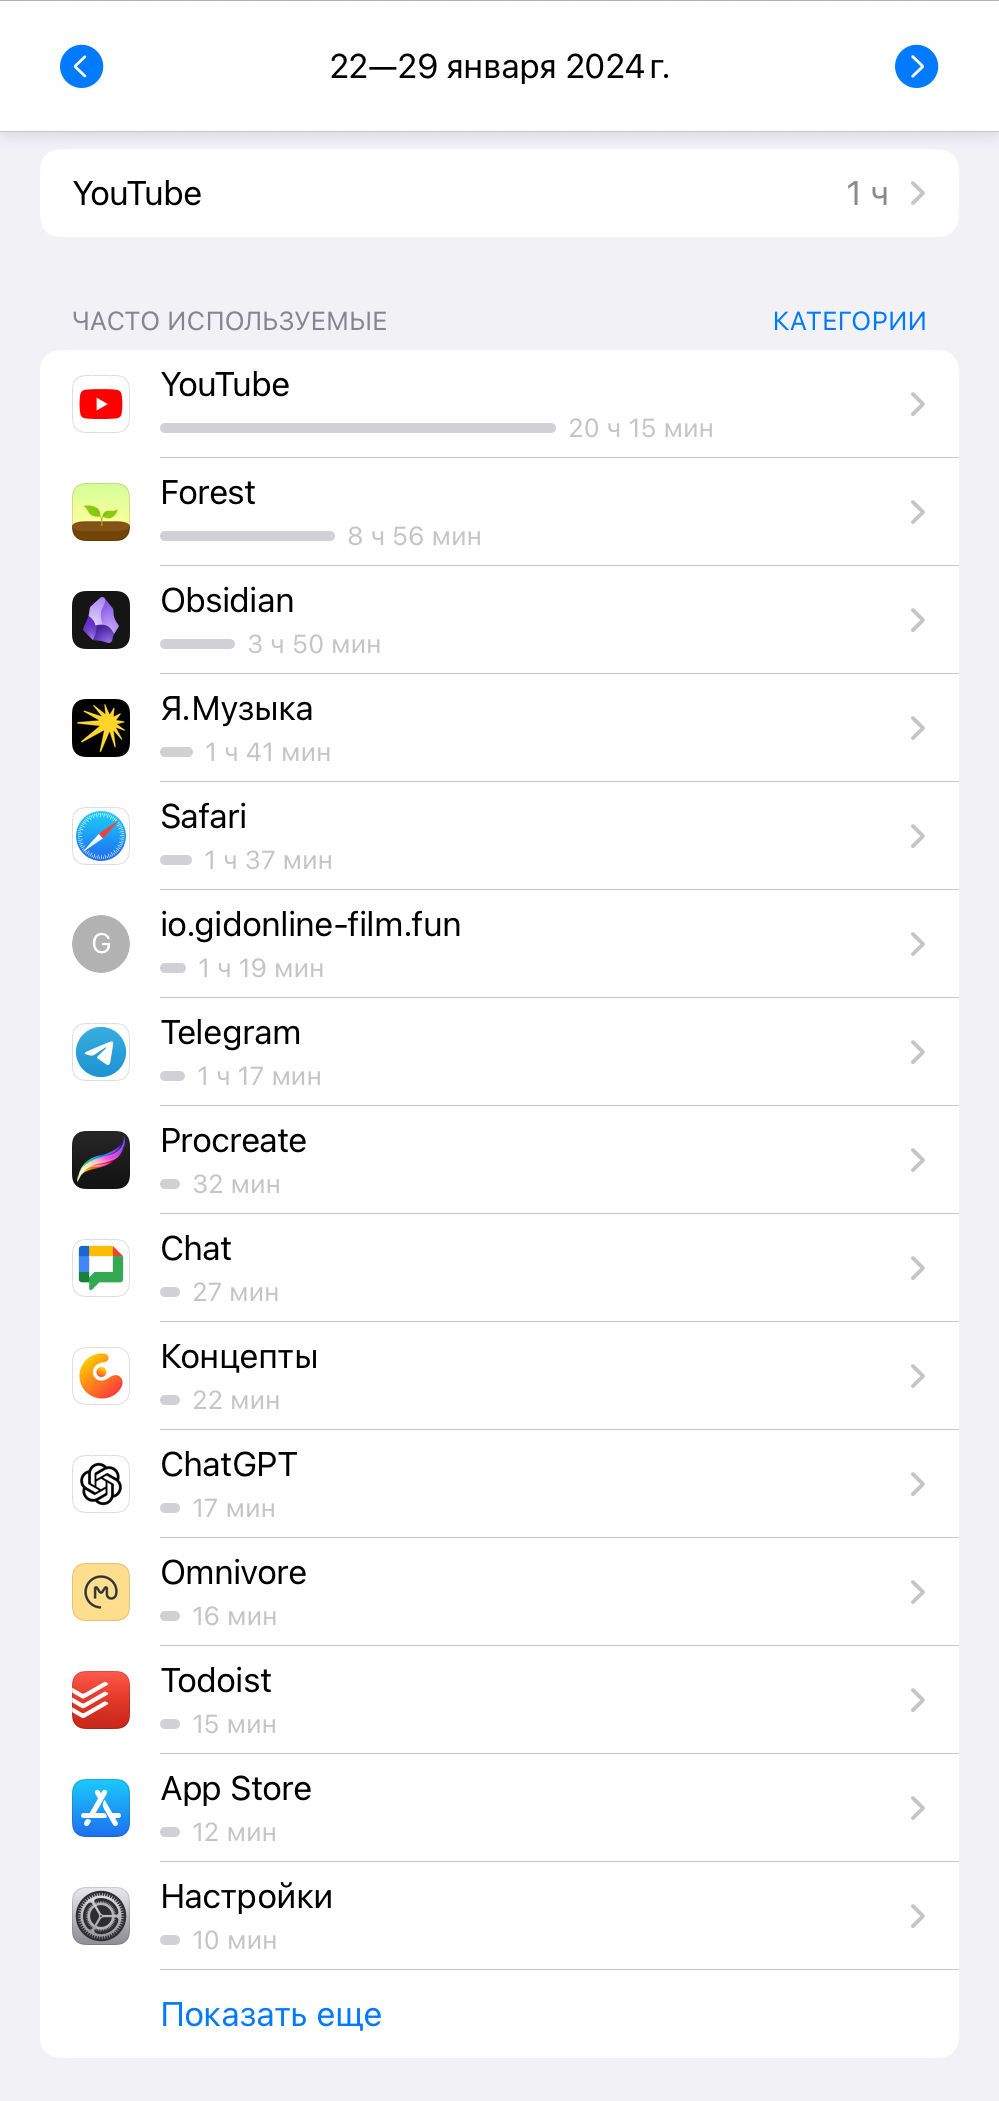 22—29 января 2024 г.
YouTube 1 ч
ЧАСТО ИСПОЛЬЗУЕМЫЕ КАТЕГОРИИ
YouTube
20 ч 15 мин
Forest
8 ч 56 мин
Obsidian
3 ч 50 мин
Я.Музыка
1 ч 41 мин
Safari
1 ч 37 мин
G
io.gidonline-film.fun
1 ч 19 мин
Telegram
1 ч 17 мин
Procreate
32 мин
Chat
27 мин
Концепты
22 мин
ChatGPT
17 мин
Omnivore
16 мин
Todoist
15 мин
App Store
12 мин
Настройки
10 мин
Показать еще